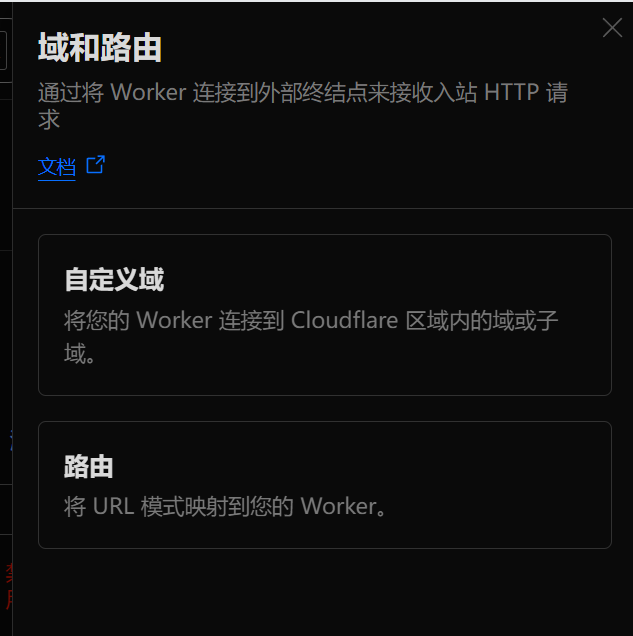 域和路由
通过将 Worker 连接到外部终结点来接收入站 HTTP 请
求
文档
自定义域
将您的 Worker 连接到 Cloudflare 区域内的域或子
域。
路由
将 URL 模式映射到您的 Worker。